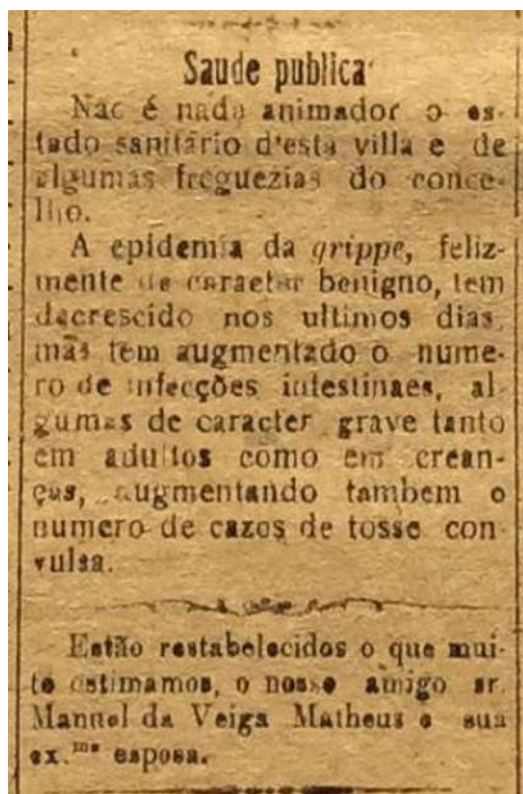 Saude publica
Não é nada animador o es-
tado sanitário d'esta villa e de
algumas freguezias do conce-
lho.
A epidemia da grippe, feliz-
mente de caracter benigno, tem
decrescido nos ultimos dias,
mas tem augmentado o nume-
ro de infecções intestinaes, al-
gumas de caracter grave tanto
em adultos como em crean-
ças, augmentando tambem o
numero de cazos de tosse con-
vulsa.
Estão restabelecidos o que mui-
to estimamos, o nosso amigo sr.
Manuel da Veiga Matheus e sua
ex.ma esposa.